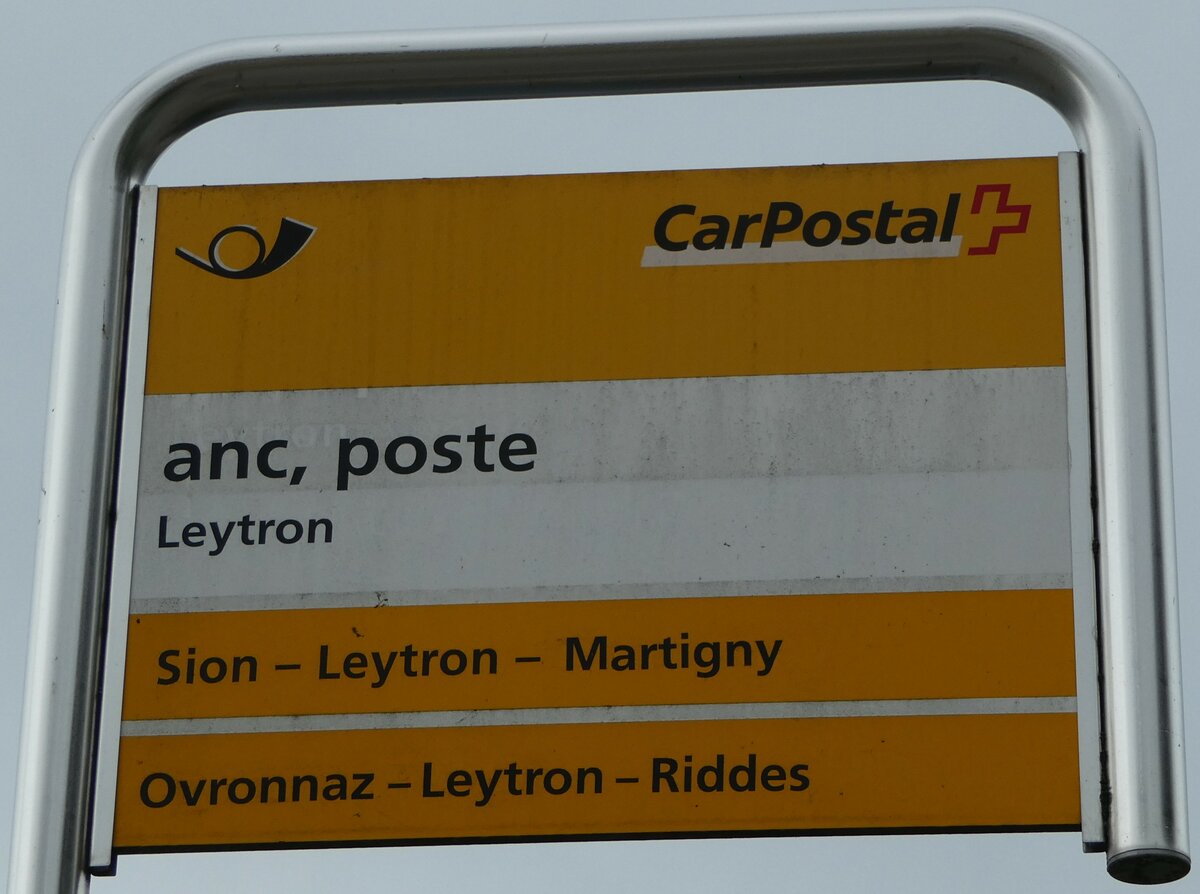 CarPostal
anc, poste
Leytron
Sion – Leytron – Martigny
Ovronnaz – Leytron – Riddes